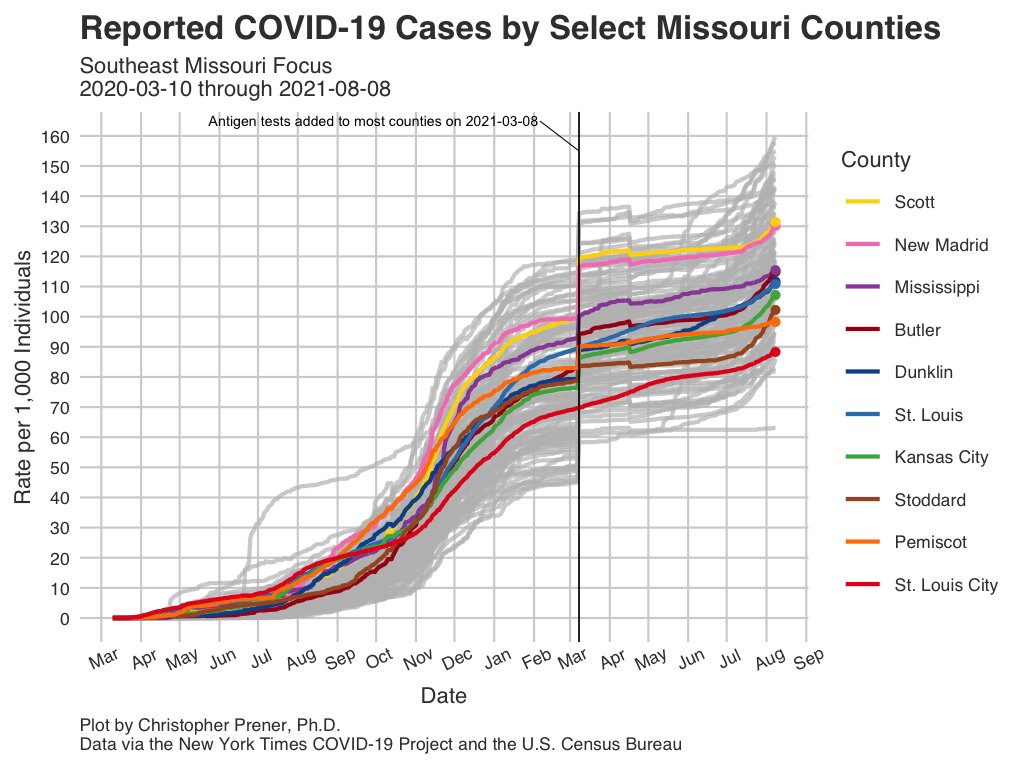 Reported COVID-19 Cases by Select Missouri Counties
Southeast Missouri Focus
2020-03-10 through 2021-08-08
Antigen tests added to most counties on 2021-03-08
Rate per 1,000 Individuals
160
150
140
130
120
110
100
90
80
70
60
50
40
30
20
10
0
Mar Apr May Jun Jul Aug Sep Oct Nov Dec Jan Feb Mar Apr May Jun Jul Aug Sep
Date
County
Scott
New Madrid
Mississippi
Butler
Dunklin
St. Louis
Kansas City
Stoddard
Pemiscot
St. Louis City
Plot by Christopher Prener, Ph.D.
Data via the New York Times COVID-19 Project and the U.S. Census Bureau